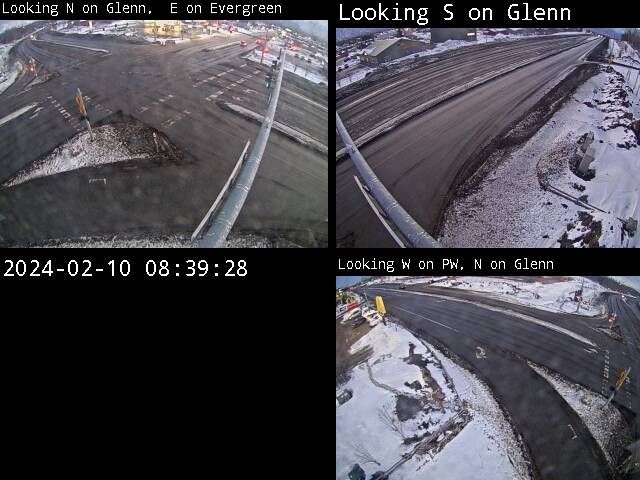 Looking N on Glenn, E on Evergreen
Looking S on Glenn
2024-02-10 08:39:28
Looking W on PW, N on Glenn